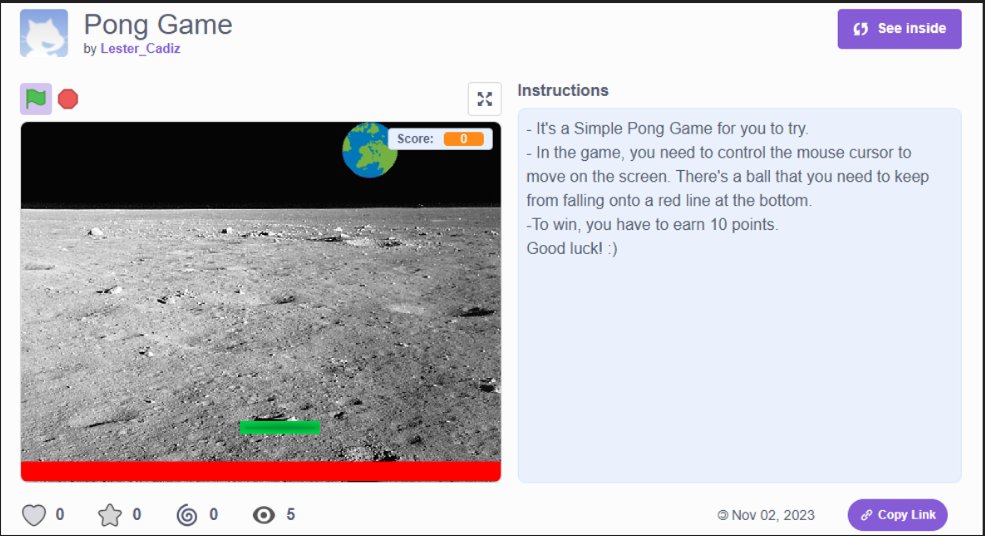 Pong Game
by Lester_Cadiz
See inside
Instructions
Score: 0
- It's a Simple Pong Game for you to try.
- In the game, you need to control the mouse cursor to
move on the screen. There's a ball that you need to keep
from falling onto a red line at the bottom.
-To win, you have to earn 10 points.
Good luck! :)
0 0 0 5
Nov 02, 2023
Copy Link